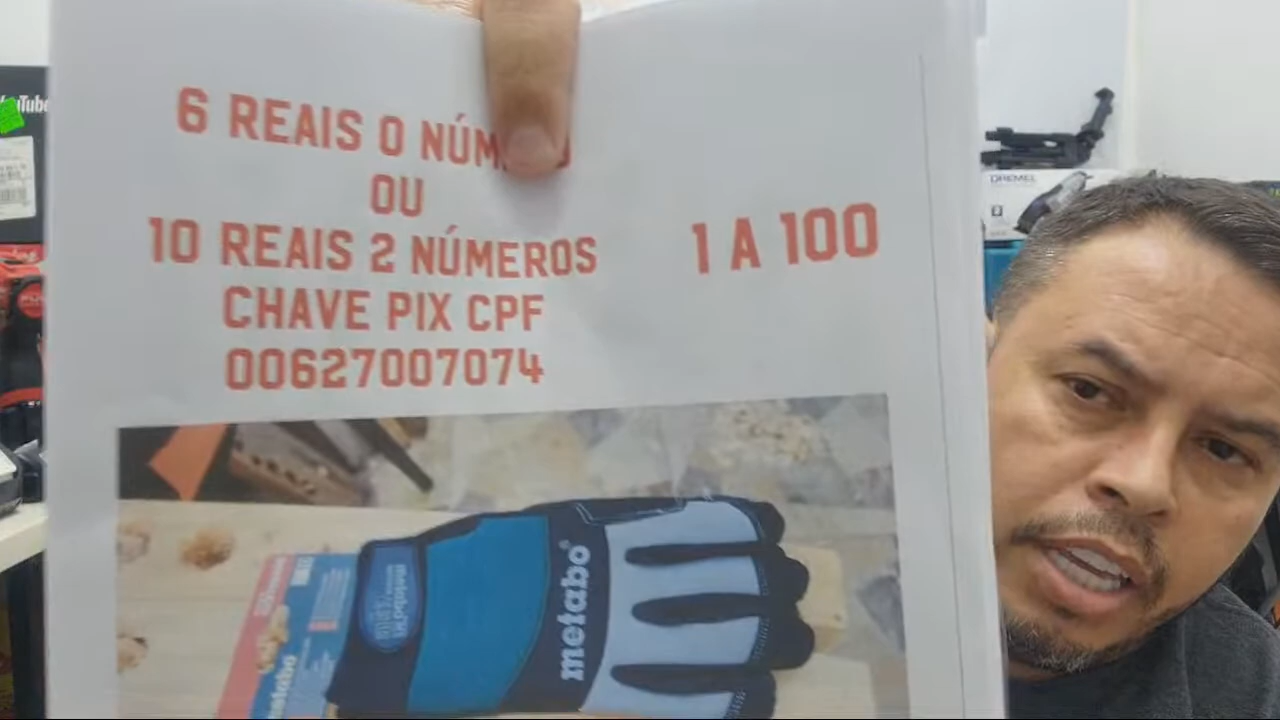 6 REAIS O NÚM
OU
10 REAIS 2 NÚMEROS
1 A 100
CHAVE PIX CPF
00627007074
metabo
DREMEL